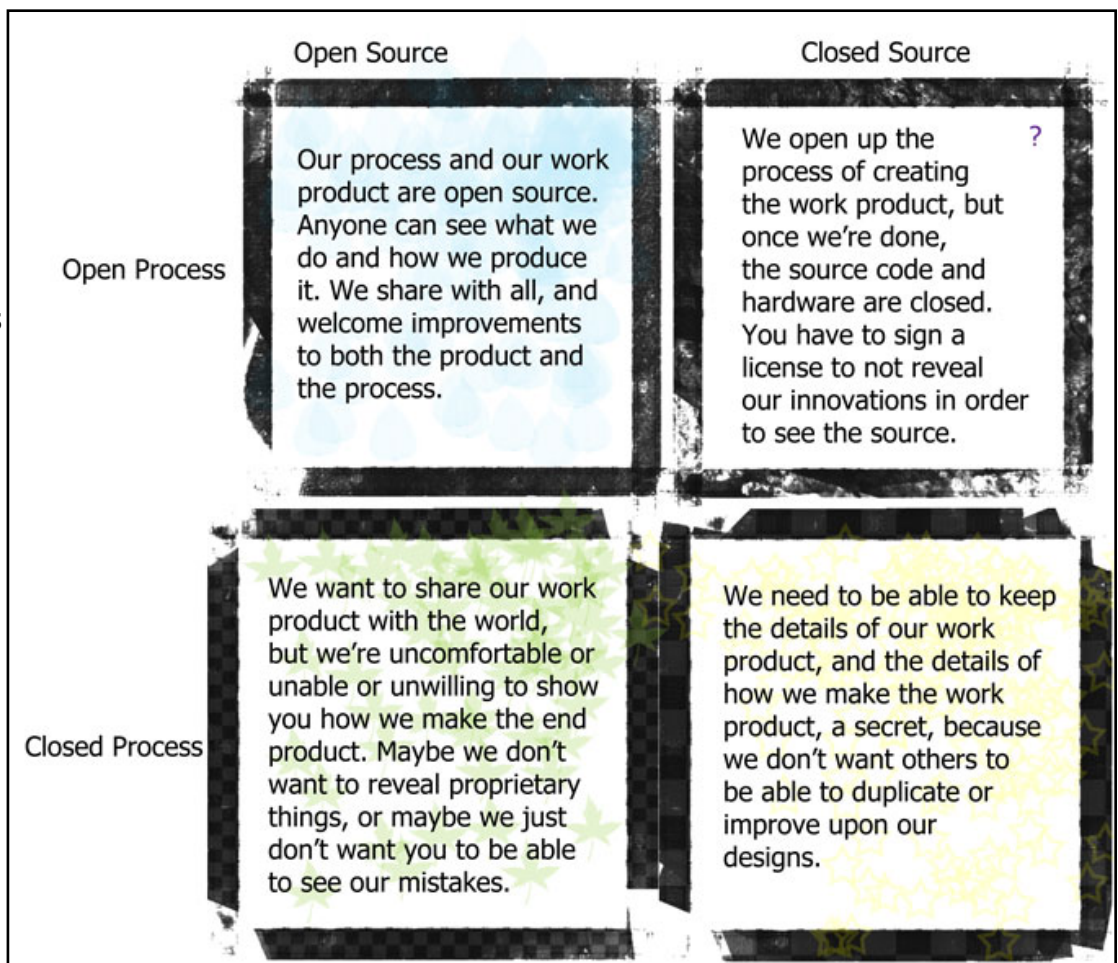 Open Source
Closed Source
Open Process
Our process and our work
product are open source.
Anyone can see what we
do and how we produce
it. We share with all, and
welcome improvements
to both the product and
the process.
We open up the ?
process of creating
the work product, but
once we're done,
the source code and
hardware are closed.
You have to sign a
license to not reveal
our innovations in order
to see the source.
Closed Process
We want to share our work
product with the world,
but we're uncomfortable or
unable or unwilling to show
you how we make the end
product. Maybe we don't
want to reveal proprietary
things, or maybe we just
don't want you to be able
to see our mistakes.
We need to be able to keep
the details of our work
product, and the details of
how we make the work
product, a secret, because
we don't want others to
be able to duplicate or
improve upon our
designs.